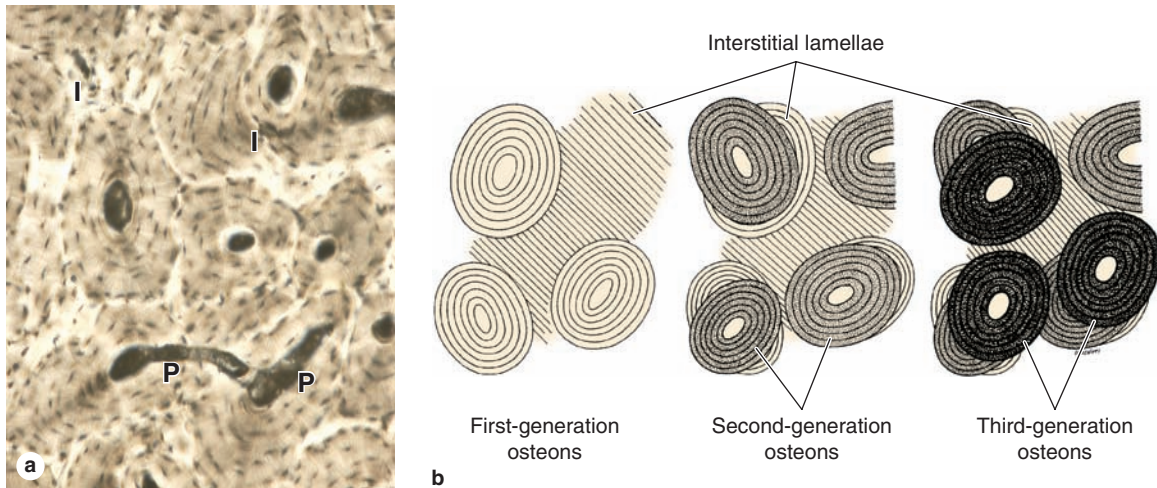 Interstitial lamellae
I
I
P
P
a
First-generation
osteons
Second-generation
osteons
Third-generation
osteons
b